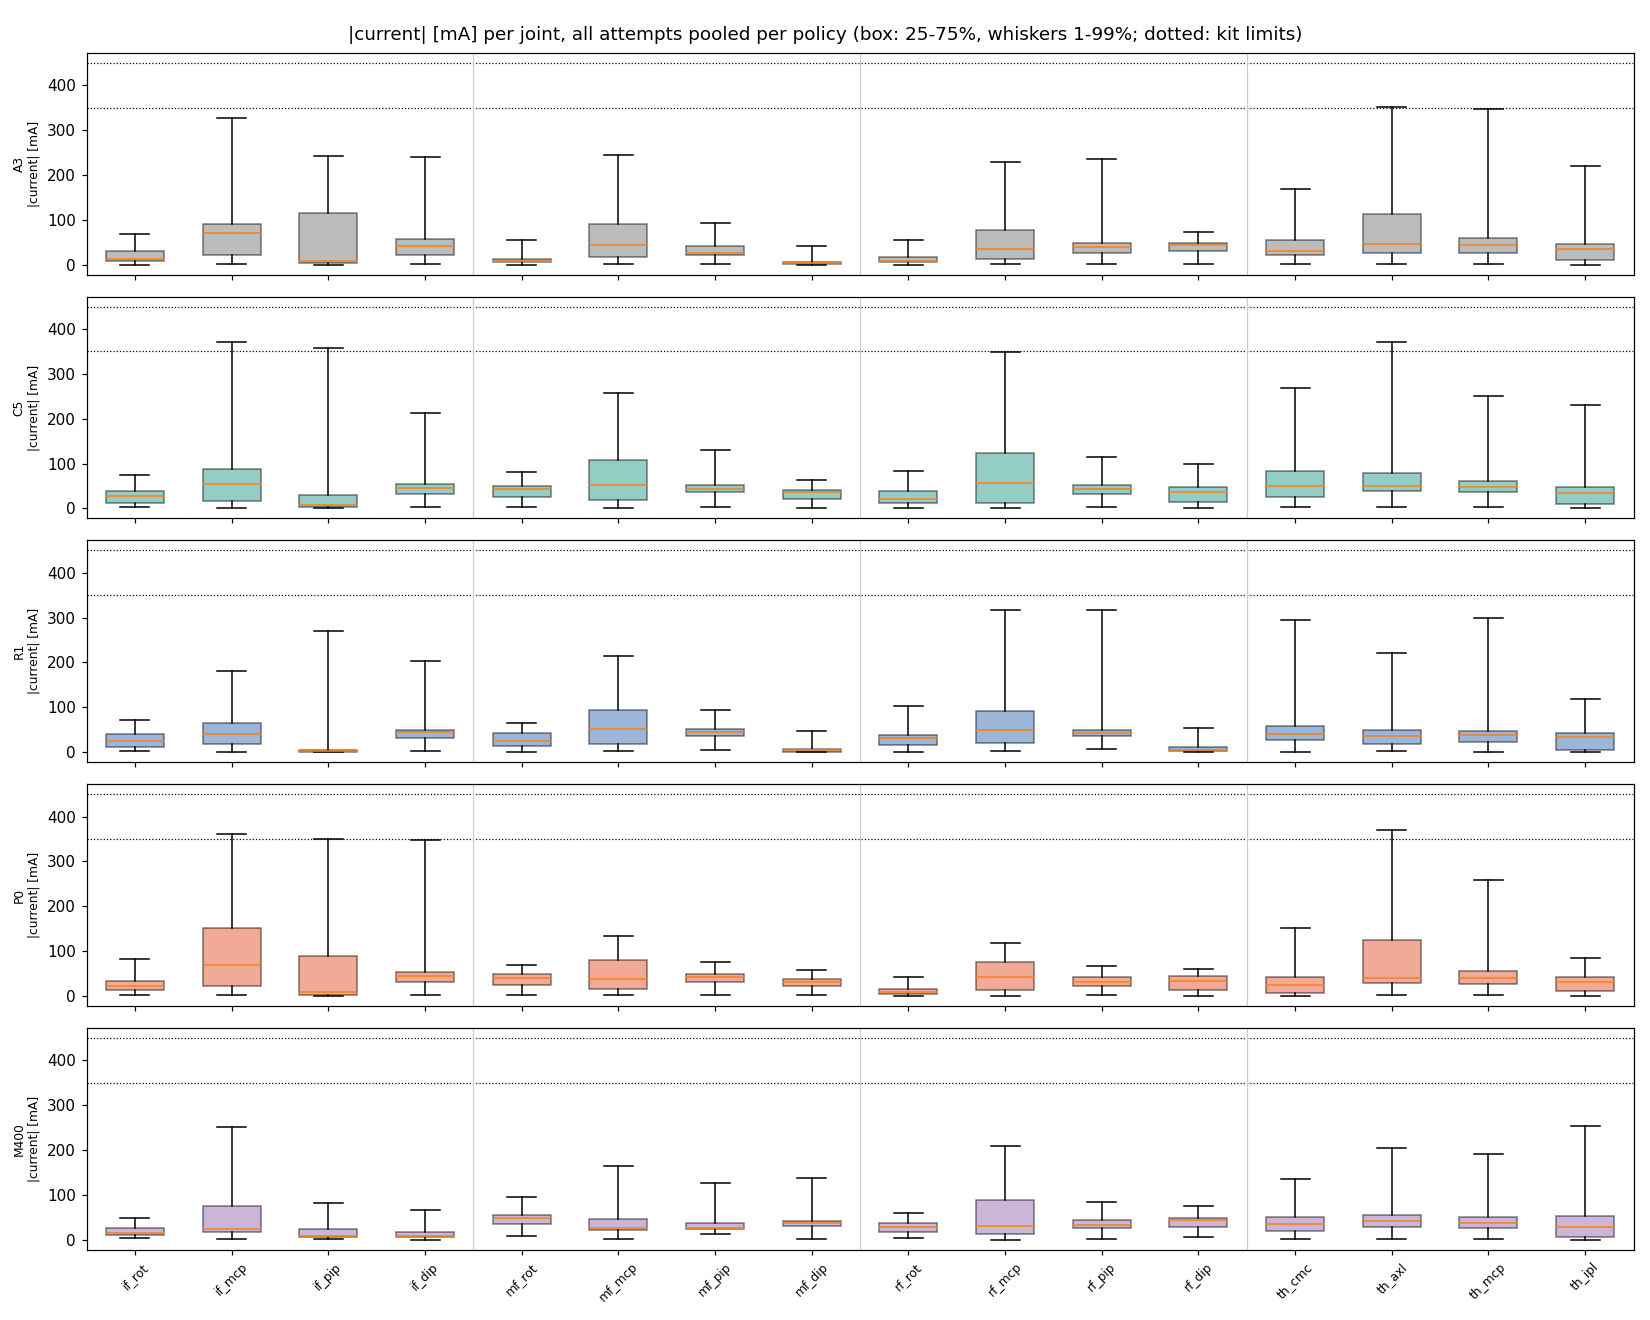 |current| [mA] per joint, all attempts pooled per policy (box: 25-75%, whiskers 1-99%; dotted: kit limits)
A3
|current| [mA]
400
300
200
100
0
C5
|current| [mA]
400
300
200
100
0
R1
|current| [mA]
400
300
200
100
0
P0
|current| [mA]
400
300
200
100
0
M400
|current| [mA]
400
300
200
100
0
if_rot
if_mcp
if_pip
if_dip
mf_rot
mf_mcp
mf_pip
mf_dip
rf_rot
rf_mcp
rf_pip
rf_dip
th_cmc
th_axl
th_mcp
th_ipl